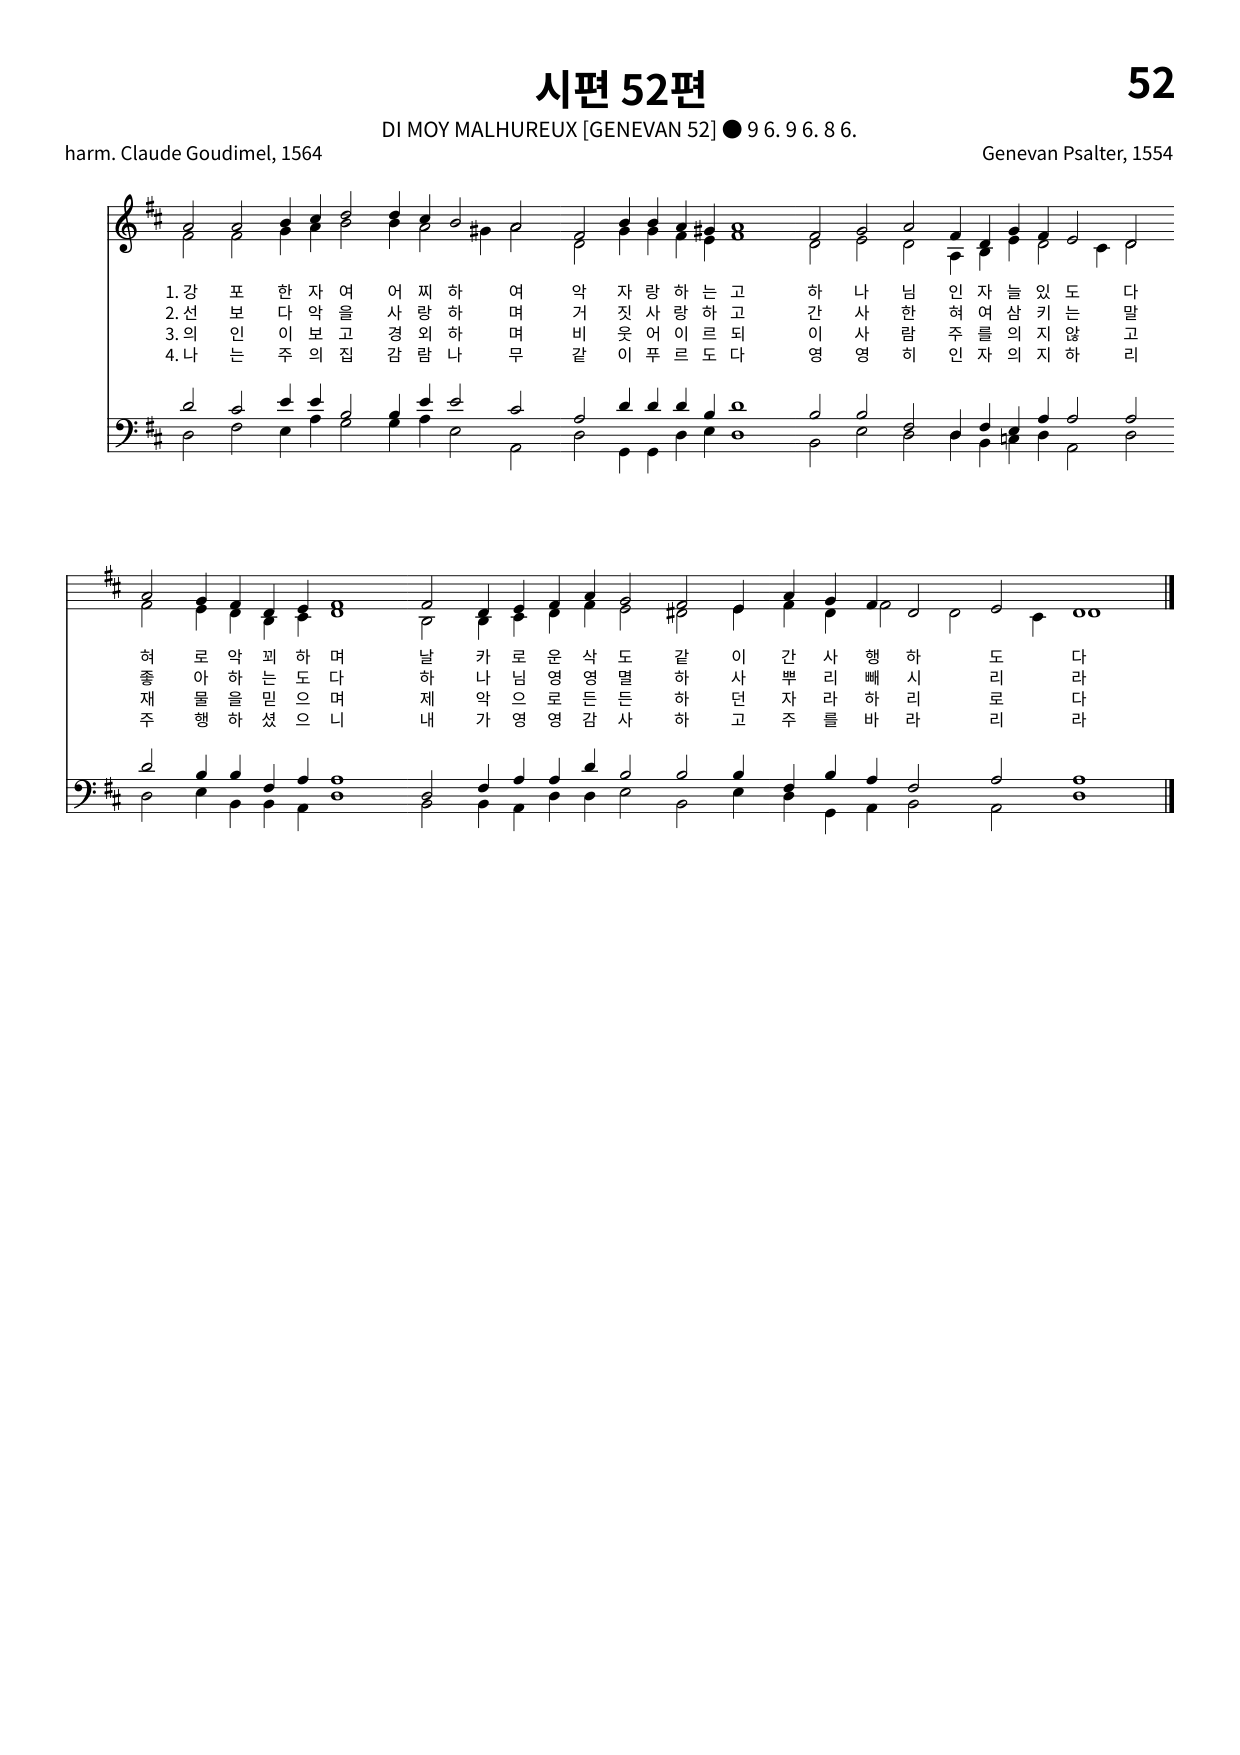 시편 52편
52
DI MOY MALHUREUX [GENEVAN 52] ● 9 6. 9 6. 8 6.
harm. Claude Goudimel, 1564
Genevan Psalter, 1554
1. 강 포 한 자 여 어 찌 하 여 악 자 랑 하 는 고 하 나 님 인 자 늘 있 도 다
2. 선 보 다 악 을 사 랑 하 며 거 짓 사 랑 하 고 간 사 한 혀 여 삼 키 는 말
3. 의 인 이 보 고 경 외 하 며 비 웃 어 이 르 되 이 사 람 주 를 의 지 않 고
4. 나 는 주 의 집 감 람 나 무 같 이 푸 르 도 다 영 영 히 인 자 의 지 하 리
혀 로 악 꾀 하 며 날 카 로 운 삭 도 같 이 간 사 행 하 도 다
좋 아 하 는 도 다 하 나 님 영 영 멸 하 사 뿌 리 빼 시 리 라
재 물 을 믿 으 며 제 악 으 로 든 든 하 던 자 라 하 리 로 다
주 행 하 셨 으 니 내 가 영 영 감 사 하 고 주 를 바 라 리 라